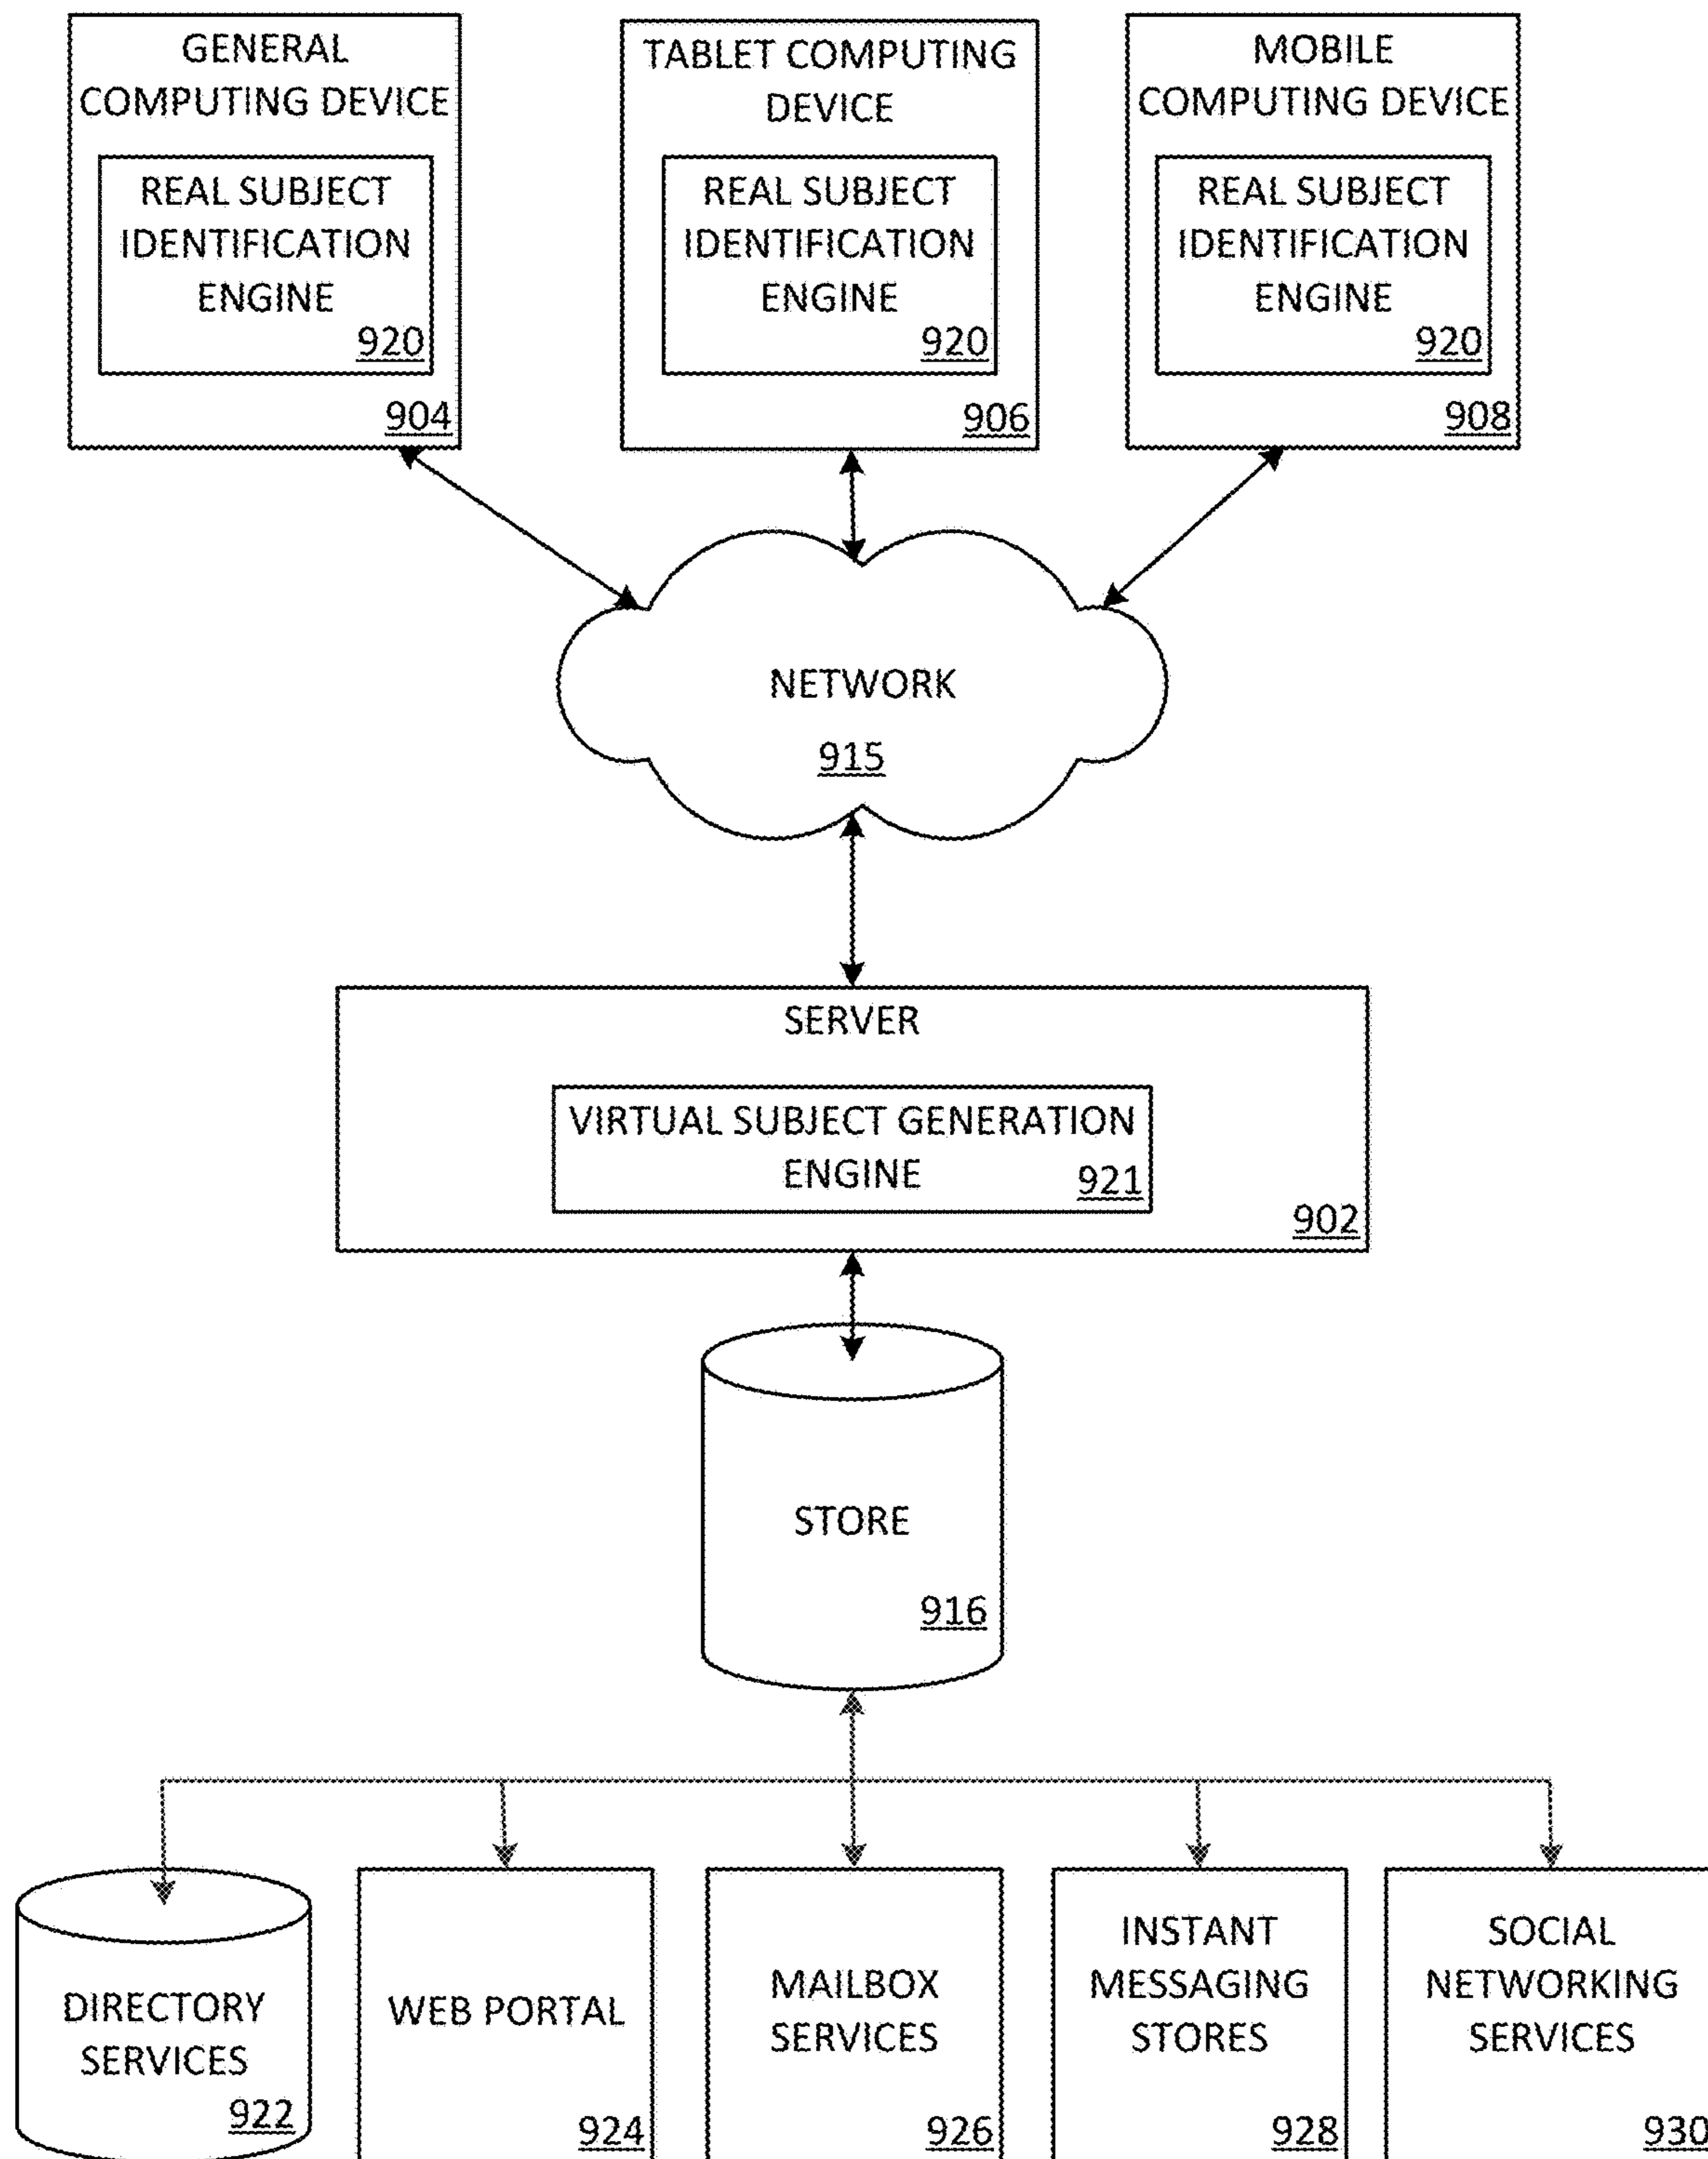 GENERAL
COMPUTING DEVICE
REAL SUBJECT
IDENTIFICATION
ENGINE
920
904
TABLET COMPUTING
DEVICE
REAL SUBJECT
IDENTIFICATION
ENGINE
920
906
MOBILE
COMPUTING DEVICE
REAL SUBJECT
IDENTIFICATION
ENGINE
920
908
NETWORK
915
SERVER
VIRTUAL SUBJECT GENERATION
ENGINE
921
902
STORE
916
DIRECTORY
SERVICES
922
WEB PORTAL
924
MAILBOX
SERVICES
926
INSTANT
MESSAGING
STORES
928
SOCIAL
NETWORKING
SERVICES
930